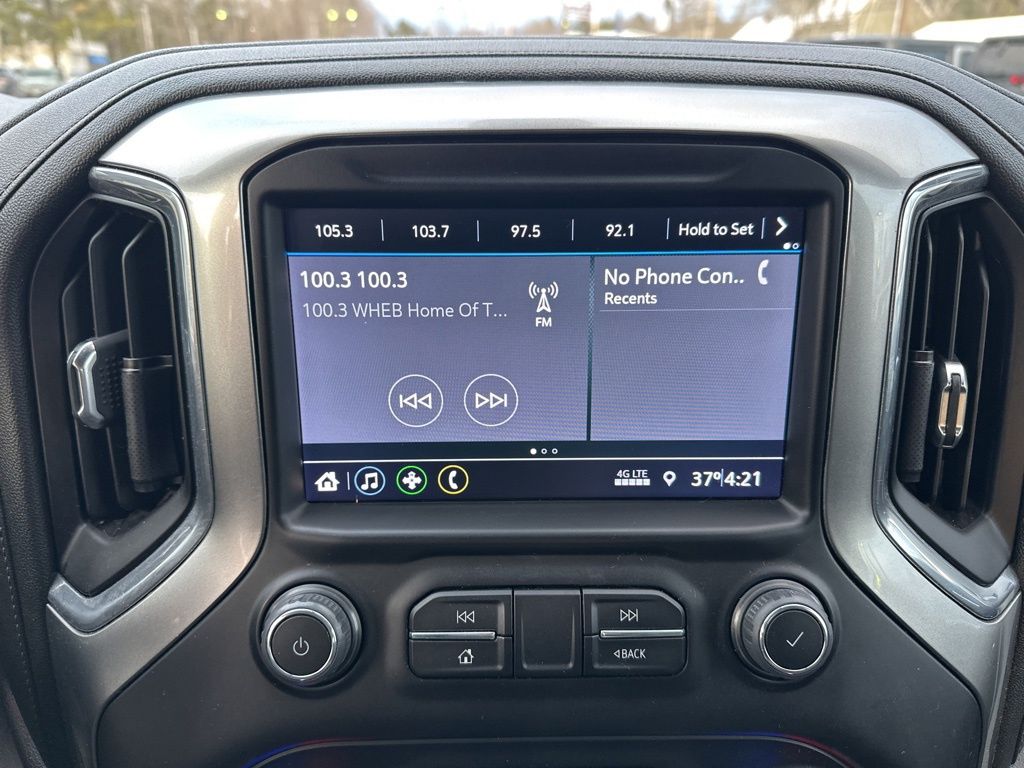 105.3 103.7 97.5 92.1 Hold to Set
100.3 100.3
100.3 WHEB Home Of T...
FM
No Phone Con..
Recents
4G LTE
37° 4:21
BACK